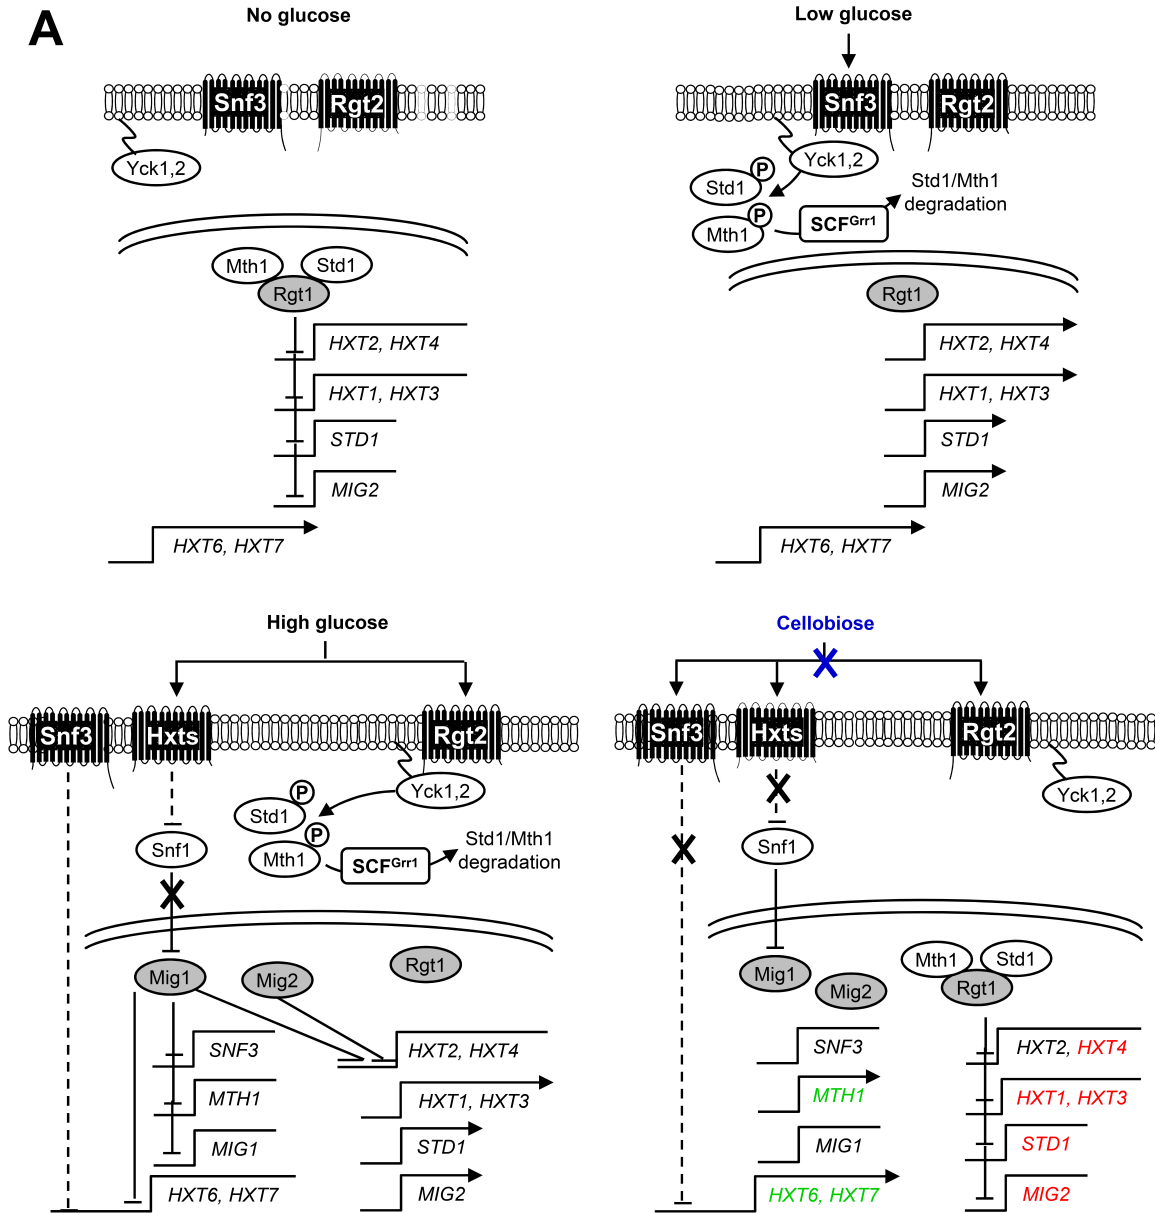 A
No glucose
Snf3
Rgt2
Yck1,2
Mth1
Std1
Rgt1
HXT2, HXT4
HXT1, HXT3
STD1
MIG2
HXT6, HXT7
Low glucose
Snf3
Rgt2
Yck1,2
P
Std1
P
Mth1
SCFGrr1
Std1/Mth1
degradation
Rgt1
HXT2, HXT4
HXT1, HXT3
STD1
MIG2
HXT6, HXT7
High glucose
Snf3
Hxts
Rgt2
Yck1,2
P
Std1
P
Mth1
SCFGrr1
Std1/Mth1
degradation
Snf1
Mig1
Mig2
Rgt1
SNF3
MTH1
MIG1
HXT6, HXT7
HXT2, HXT4
HXT1, HXT3
STD1
MIG2
Cellobiose
Snf3
Hxts
Rgt2
Yck1,2
Snf1
Mig1
Mig2
Mth1
Std1
Rgt1
SNF3
MTH1
MIG1
HXT6, HXT7
HXT2, HXT4
HXT1, HXT3
STD1
MIG2